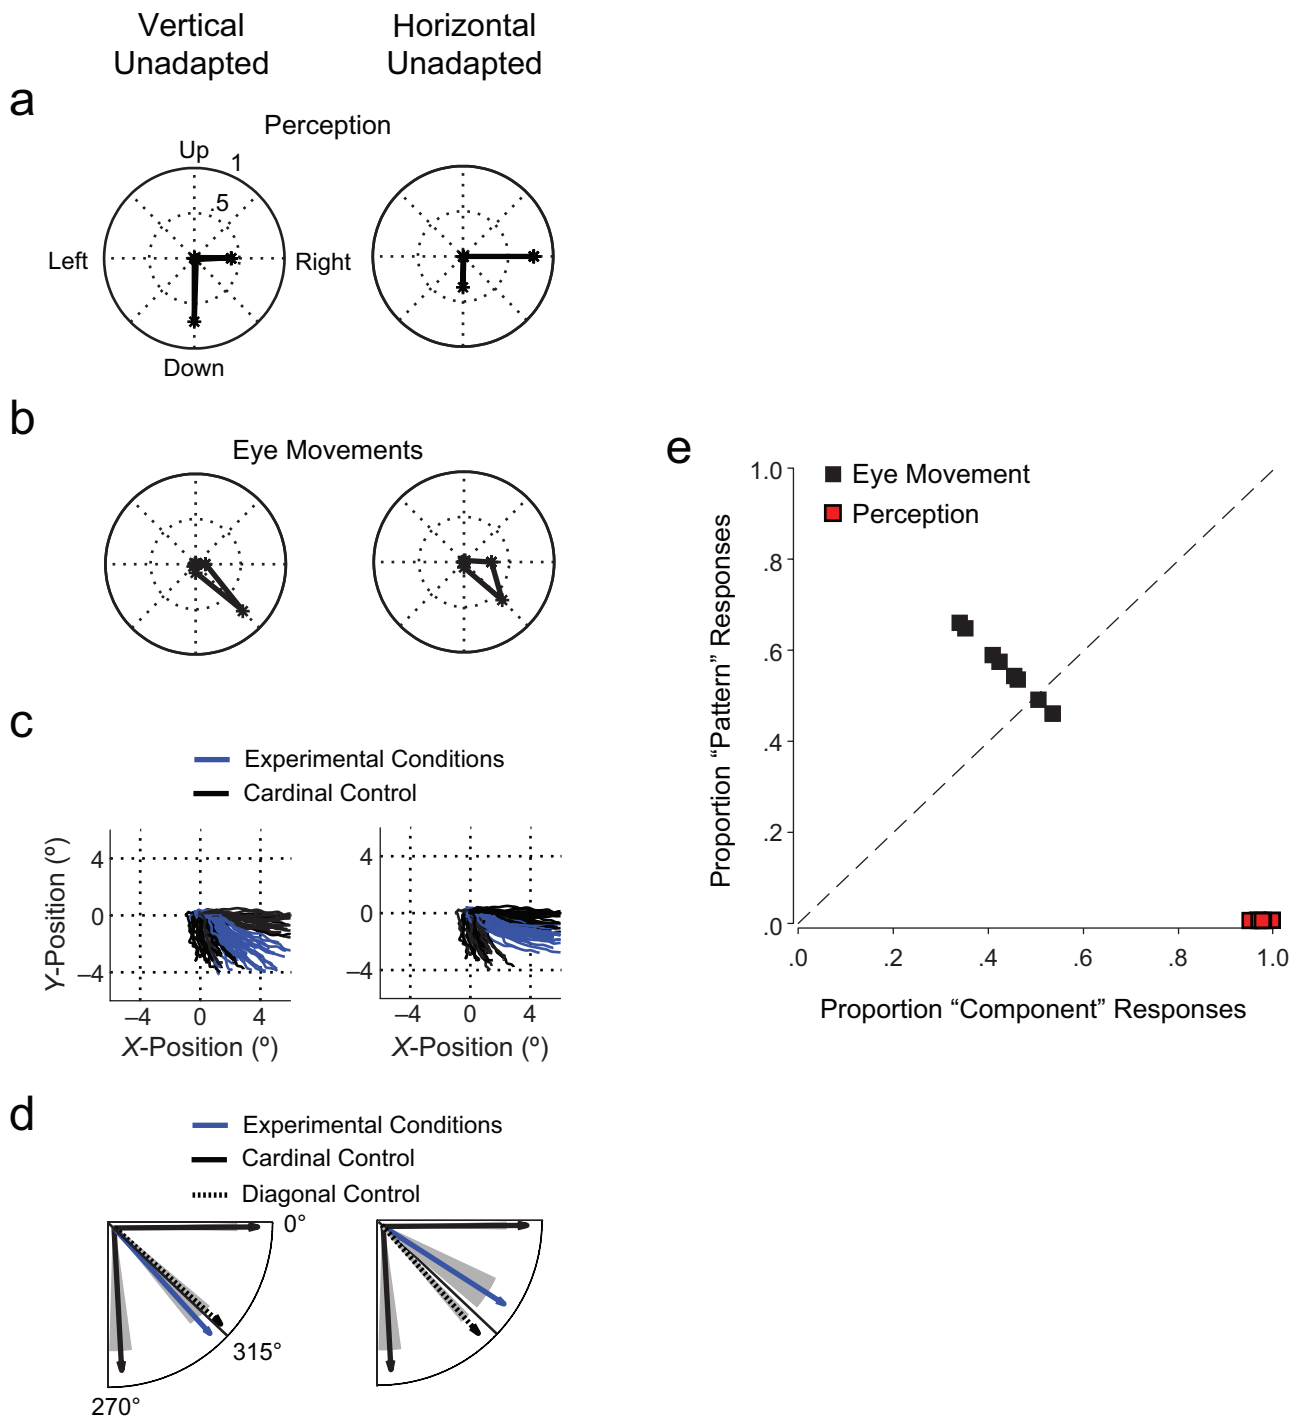 Vertical Unadapted
Horizontal Unadapted
a
Perception
Up
1
.5
Left
Right
Down
b
Eye Movements
c
Experimental Conditions
Cardinal Control
Y-Position (º)
4
0
–4
–4
0
4
X-Position (º)
4
0
–4
–4
0
4
X-Position (º)
d
Experimental Conditions
Cardinal Control
Diagonal Control
0°
315°
270°
e
Eye Movement
Perception
Proportion “Pattern” Responses
1.0
.8
.6
.4
.2
.0
.0
.2
.4
.6
.8
1.0
Proportion “Component” Responses